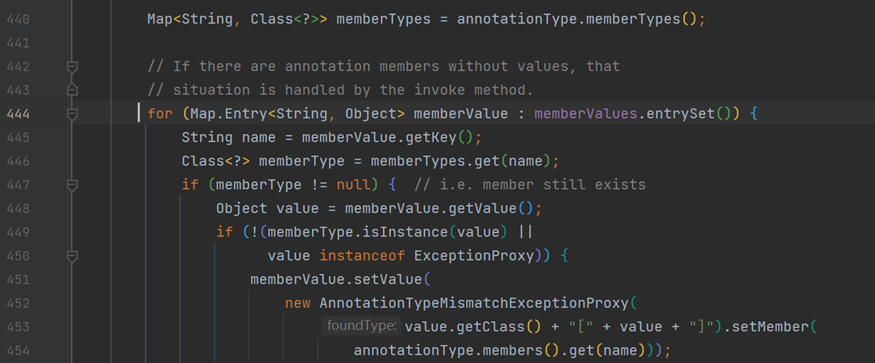 440 Map<String, Class<?>> memberTypes = annotationType.memberTypes();
441
442 // If there are annotation members without values, that
443 // situation is handled by the invoke method.
444 for (Map.Entry<String, Object> memberValue : memberValues.entrySet()) {
445 String name = memberValue.getKey();
446 Class<?> memberType = memberTypes.get(name);
447 if (memberType != null) {  // i.e. member still exists
448 Object value = memberValue.getValue();
449 if (!(memberType.isInstance(value) ||
450 value instanceof ExceptionProxy)) {
451 memberValue.setValue(
452 new AnnotationTypeMismatchExceptionProxy(
453 foundType: value.getClass() + "[" + value + "]").setMember(
454 annotationType.members().get(name)));